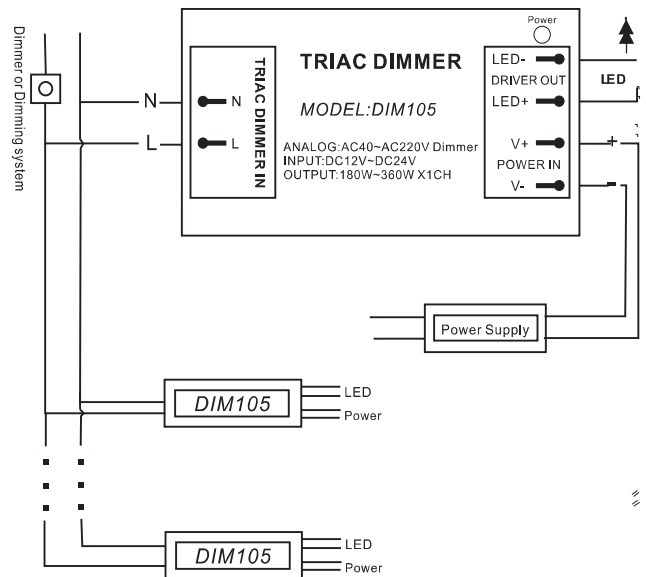 Dimmer or Dimming system
N
L
TRIAC DIMMER IN
N
L
TRIAC DIMMER
MODEL:DIM105
ANALOG:AC40~AC220V Dimmer
INPUT:DC12V~DC24V
OUTPUT:180W~360W X1CH
Power
LED-
DRIVER OUT
LED+
V+
POWER IN
V-
LED
+
-
Power Supply
DIM105
LED
Power
DIM105
LED
Power